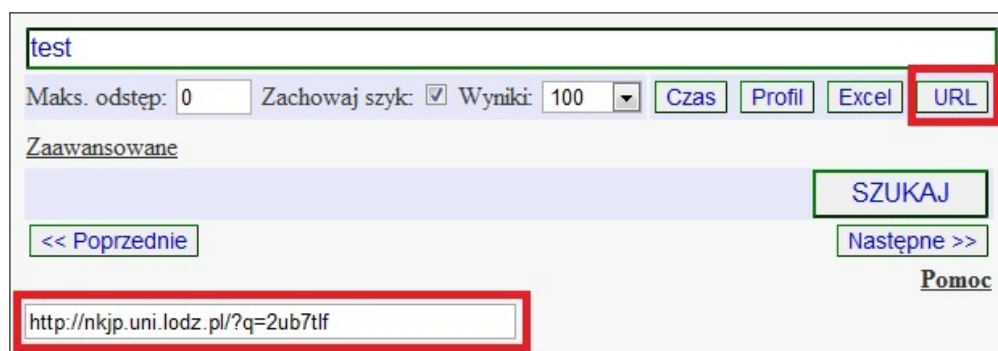 test
Maks. odstęp: 0 Zachowaj szyk: Wyniki: 100 Czas Profil Excel URL
Zaawansowane
SZUKAJ
<< Poprzednie Następne >>
Pomoc
http://nkjp.uni.lodz.pl/?q=2ub7tlf